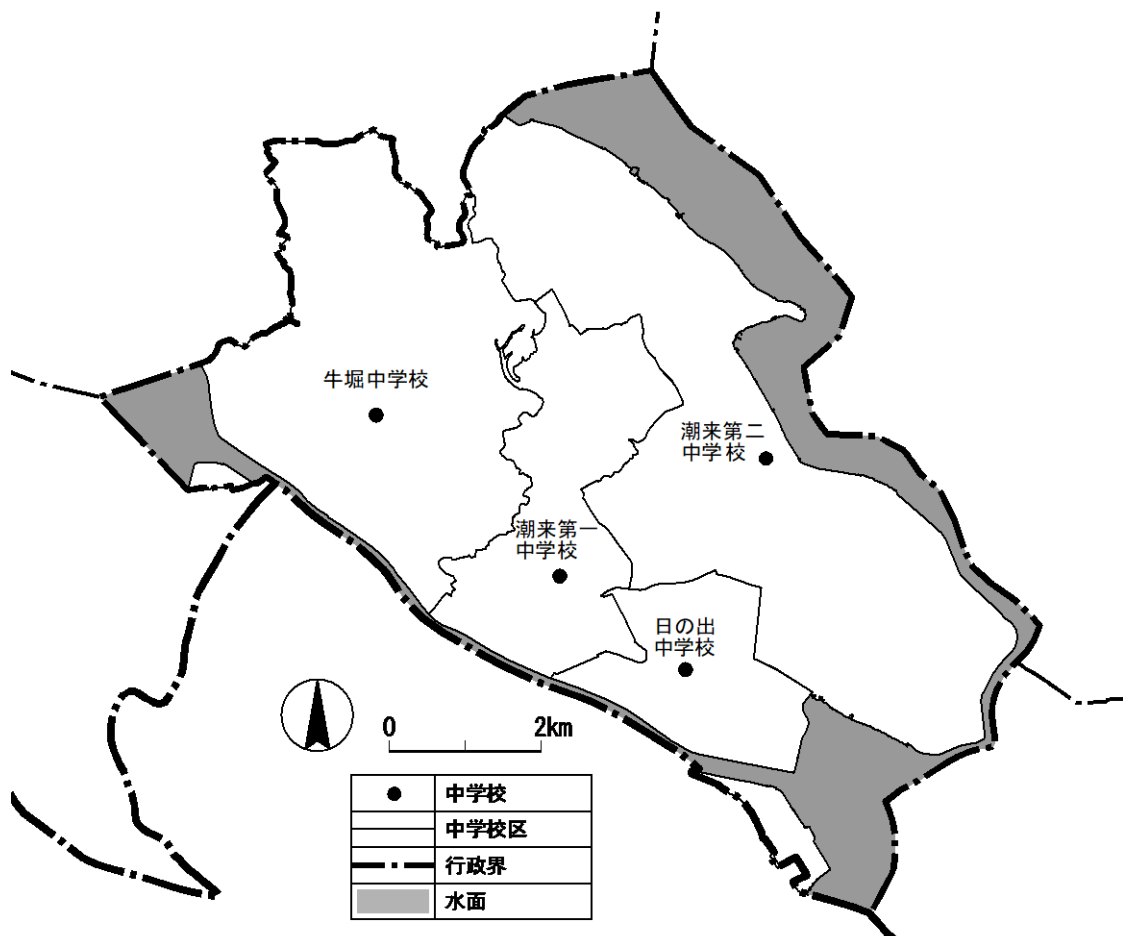 牛堀中学校
潮来第二
中学校
潮来第一
中学校
日の出
中学校
0 2km
中学校
中学校区
行政界
水面